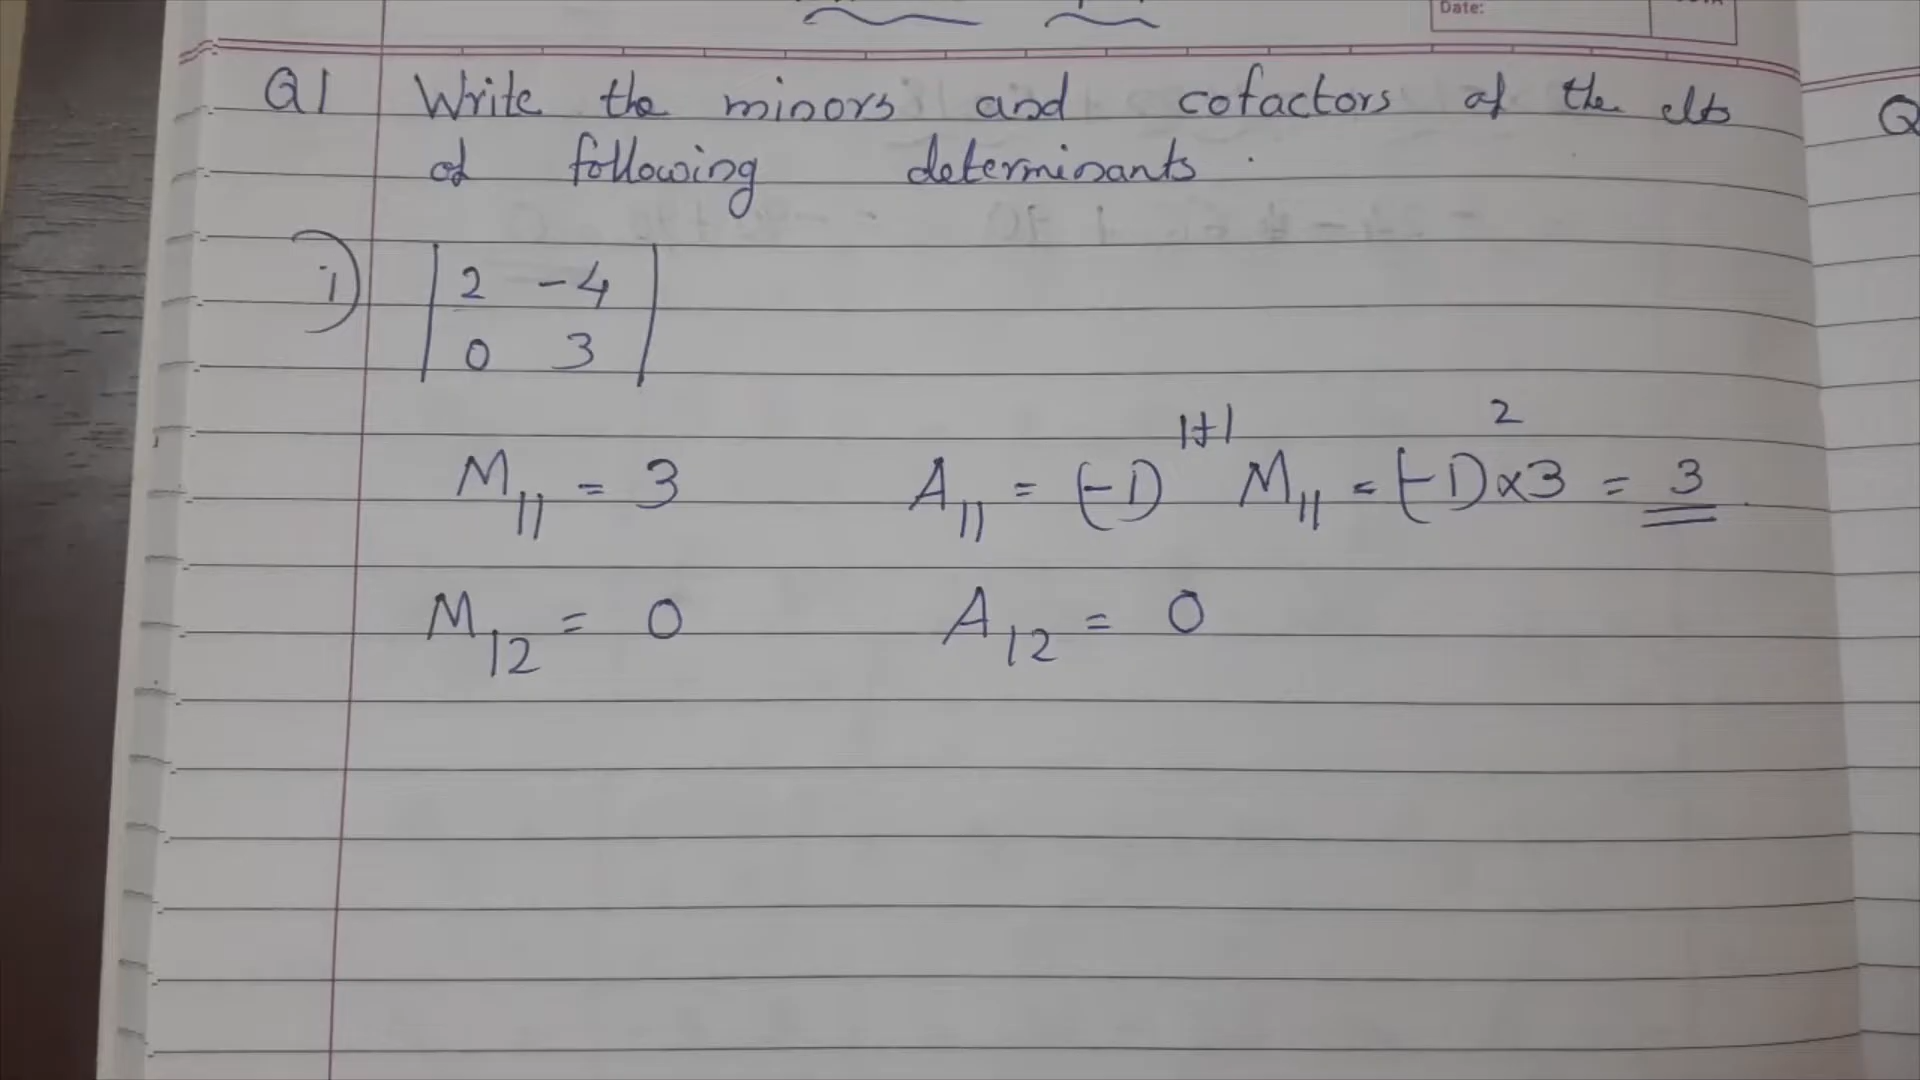 Date:
Q1 Write the minors and cofactors of the elts
of following determinants.
i) | 2 -4 |
| 0 3 |
M₁₁ = 3 A₁₁ = (-1)¹⁺¹ M₁₁ = (-1)² × 3 = 3
M₁₂ = 0 A₁₂ = 0